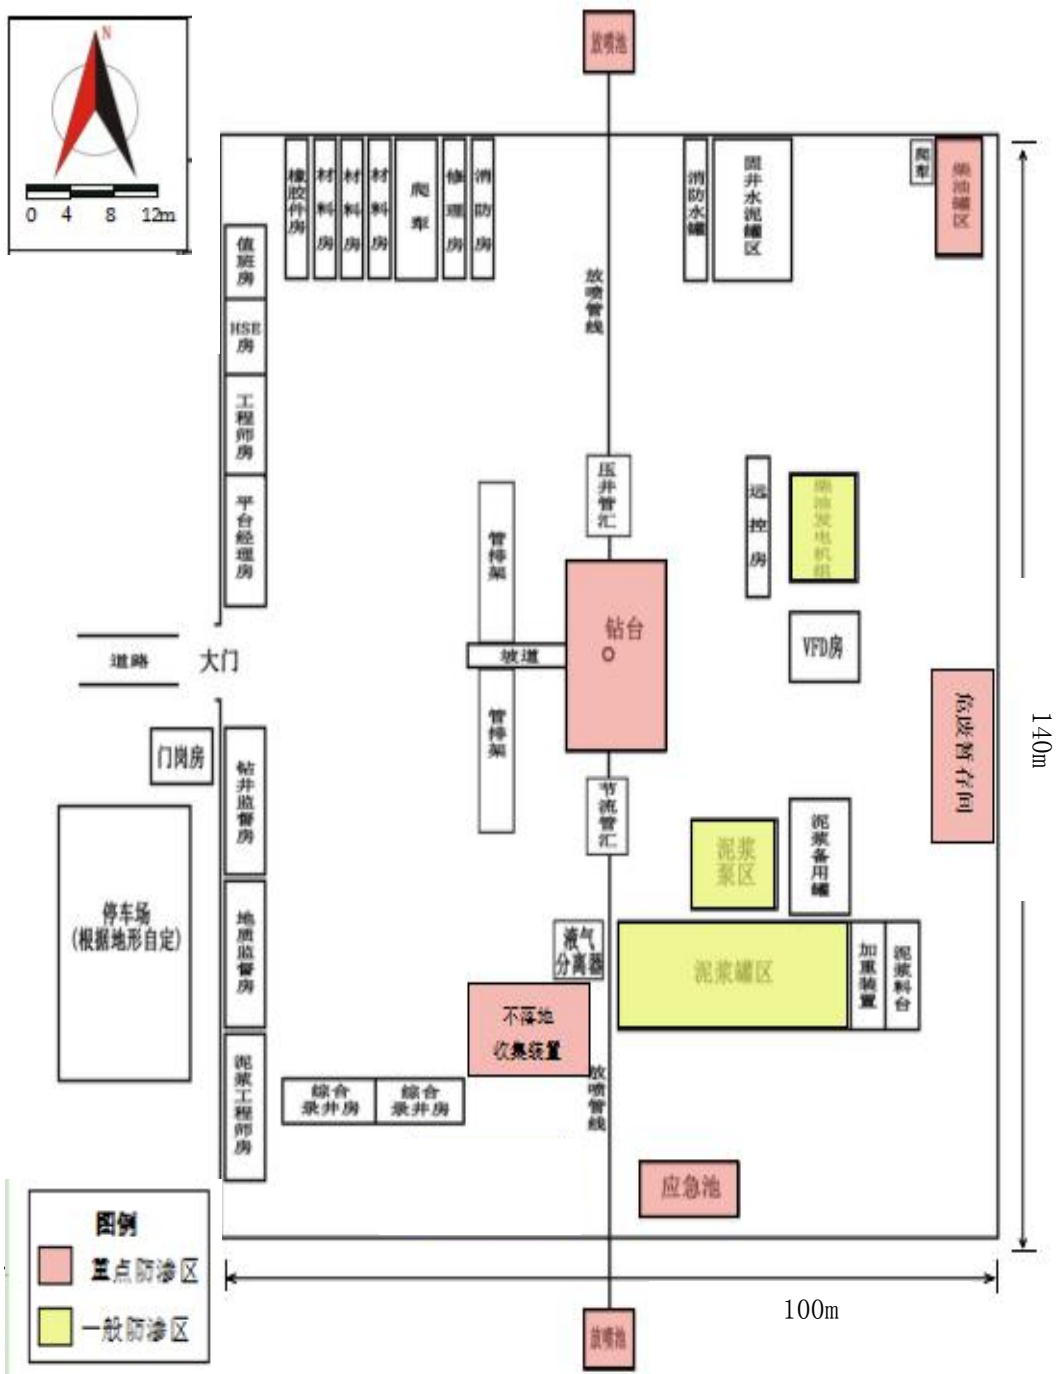 N
0 4 8 12m
放喷池
橡胶件房
材料房
材料房
材料房
爬犁
修理房
消防房
消防水罐
固井水泥罐区
爬犁
柴油罐区
值班房
HSE房
工程师房
平台经理房
放喷管线
压井管汇
管排架
远控房
柴油发电机组
钻台
坡道
VFD房
道路
大门
140m
危废暂存间
管排架
门岗房
钻井监督房
节流管汇
泥浆
泵区
泥浆备用罐
停车场
(根据地形自定)
地质监督房
液气
分离器
泥浆罐区
加重装置
泥浆料台
不落地
收集装置
泥浆工程师房
综合
录井房
综合
录井房
放喷管线
应急池
图例
重点防渗区
一般防渗区
100m
放喷池